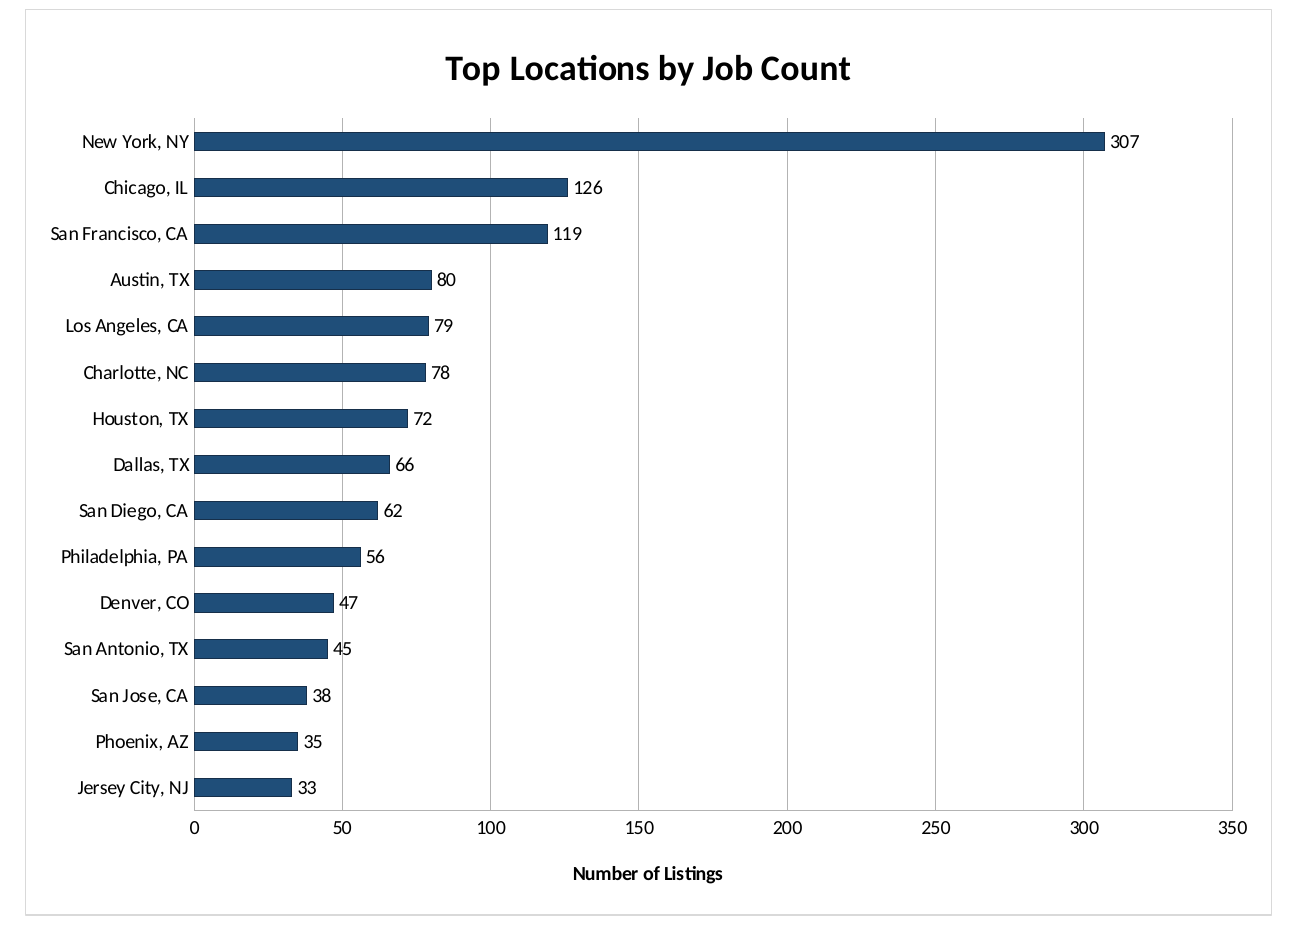 Top Locations by Job Count
New York, NY 307
Chicago, IL 126
San Francisco, CA 119
Austin, TX 80
Los Angeles, CA 79
Charlotte, NC 78
Houston, TX 72
Dallas, TX 66
San Diego, CA 62
Philadelphia, PA 56
Denver, CO 47
San Antonio, TX 45
San Jose, CA 38
Phoenix, AZ 35
Jersey City, NJ 33
0 50 100 150 200 250 300 350
Number of Listings